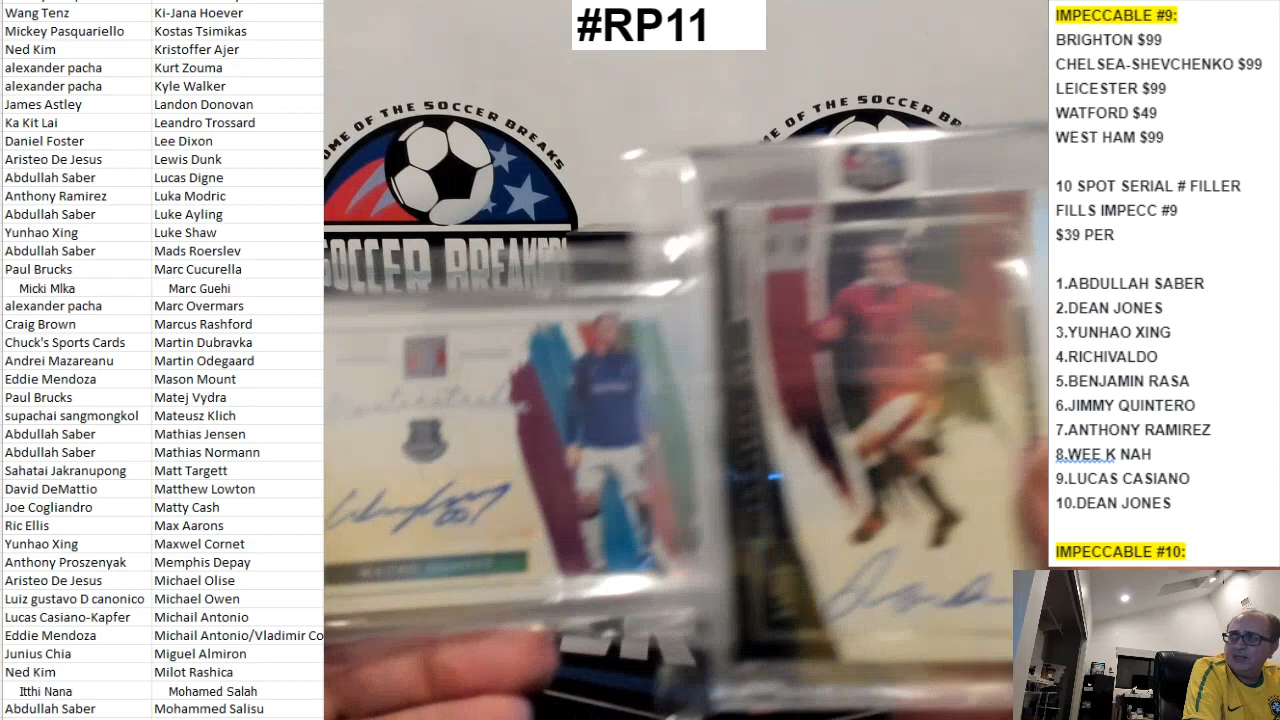 Wang Tenz Ki-Jana Hoever
Mickey Pasquariello Kostas Tsimikas
Ned Kim Kristoffer Ajer
alexander pacha Kurt Zouma
alexander pacha Kyle Walker
James Astley Landon Donovan
Ka Kit Lai Leandro Trossard
Daniel Foster Lee Dixon
Aristeo De Jesus Lewis Dunk
Abdullah Saber Lucas Digne
Anthony Ramirez Luka Modric
Abdullah Saber Luke Ayling
Yunhao Xing Luke Shaw
Abdullah Saber Mads Roerslev
Paul Brucks Marc Cucurella
Micki Mlka Marc Guehi
alexander pacha Marc Overmars
Craig Brown Marcus Rashford
Chuck's Sports Cards Martin Dubravka
Andrei Mazareanu Martin Odegaard
Eddie Mendoza Mason Mount
Paul Brucks Matej Vydra
supachai sangmongkol Mateusz Klich
Abdullah Saber Mathias Jensen
Abdullah Saber Mathias Normann
Sahatai Jakranupong Matt Targett
David DeMattio Matthew Lowton
Joe Cogliandro Matty Cash
Ric Ellis Max Aarons
Yunhao Xing Maxwel Cornet
Anthony Proszenyak Memphis Depay
Aristeo De Jesus Michael Olise
Luiz gustavo D canonico Michael Owen
Lucas Casiano-Kapfer Michail Antonio
Eddie Mendoza Michail Antonio/Vladimir Co
Junius Chia Miguel Almiron
Ned Kim Milot Rashica
Itthi Nana Mohamed Salah
Abdullah Saber Mohammed Salisu
#RP11
OME OF THE SOCCER BREAKS
ME OF THE SOCCER BR
SOCCER BREAKER
IMPECCABLE #9:
BRIGHTON $99
CHELSEA-SHEVCHENKO $99
LEICESTER $99
WATFORD $49
WEST HAM $99
10 SPOT SERIAL # FILLER
FILLS IMPECC #9
$39 PER
1.ABDULLAH SABER
2.DEAN JONES
3.YUNHAO XING
4.RICHIVALDO
5.BENJAMIN RASA
6.JIMMY QUINTERO
7.ANTHONY RAMIREZ
8.WEE K NAH
9.LUCAS CASIANO
10.DEAN JONES
IMPECCABLE #10: